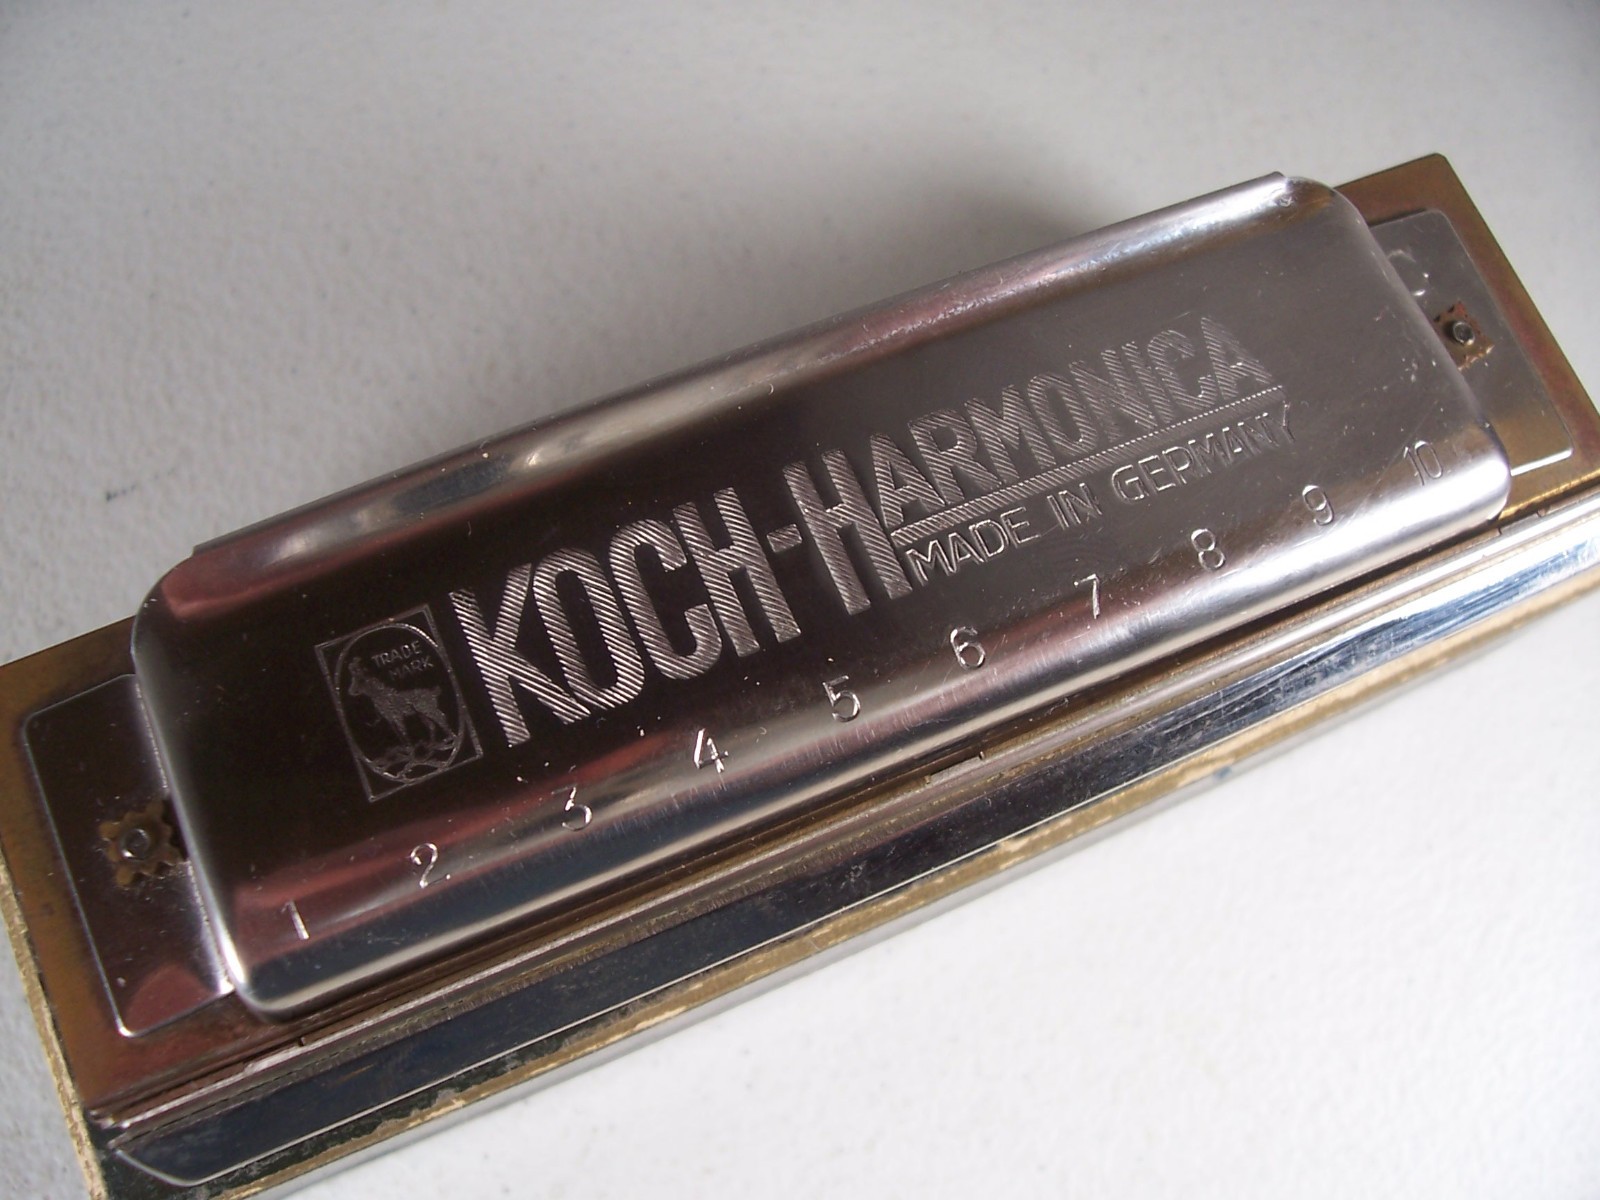 TRADE
MARK
KOCH-HARMONICA
MADE IN GERMANY
1 2 3 4 5 6 7 8 9 10
C